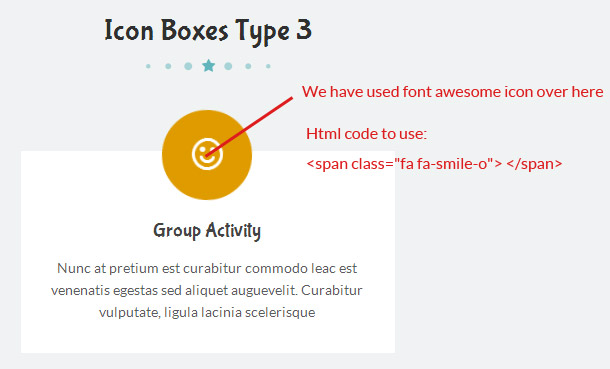 Icon Boxes Type 3
We have used font awesome icon over here
Html code to use:
<span class="fa fa-smile-o"> </span>
Group Activity
Nunc at pretium est curabitur commodo leac est
venenatis egestas sed aliquet auguevelit. Curabitur
vulputate, ligula lacinia scelerisque